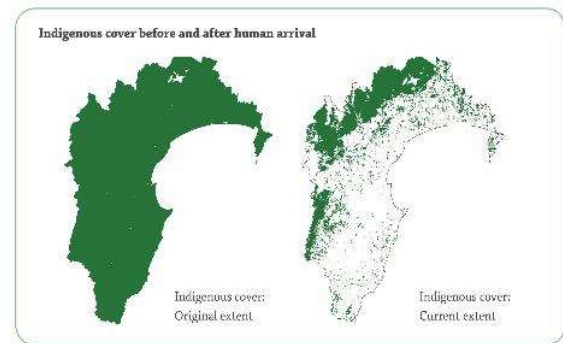 Indigenous cover before and after human arrival
Indigenous cover:
Original extent
Indigenous cover:
Current extent